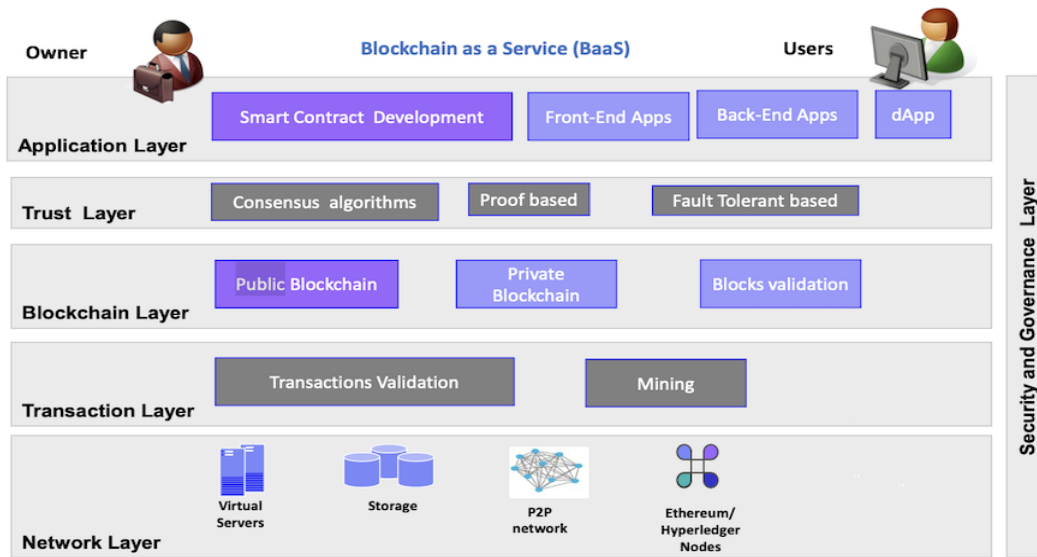 Owner
Blockchain as a Service (BaaS)
Users
Smart Contract Development
Front-End Apps
Back-End Apps
dApp
Application Layer
Consensus algorithms
Proof based
Fault Tolerant based
Trust Layer
Public Blockchain
Private
Blockchain
Blocks validation
Blockchain Layer
Transactions Validation
Mining
Transaction Layer
Virtual
Servers
Storage
P2P
network
Ethereum/
Hyperledger
Nodes
Network Layer
Security and Governance Layer